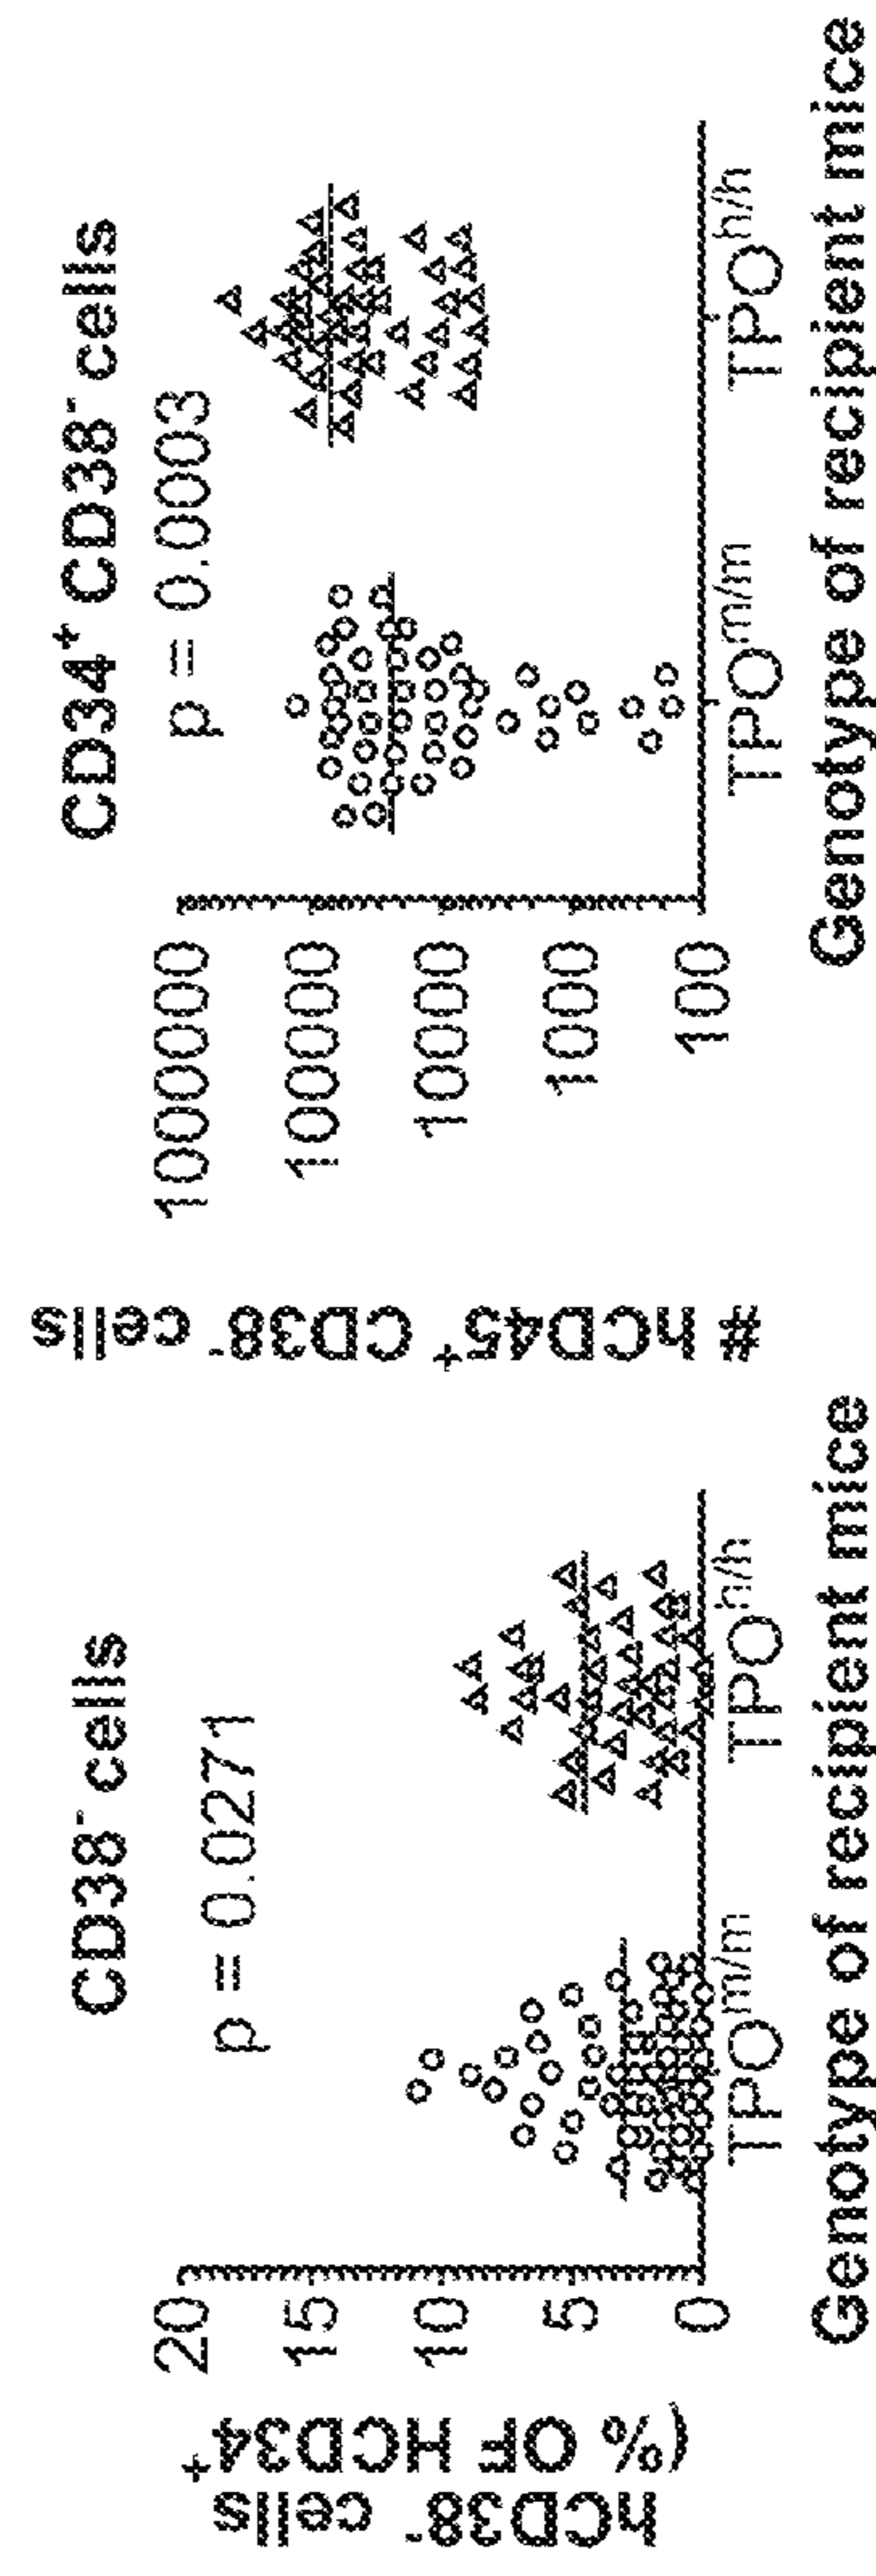 CD38⁻ cells
p = 0.0271
hCD38⁻ cells
(% OF HCD34⁺
20
15
10
5
0
TPOᵐ/ᵐ
TPOʰ/ʰ
Genotype of recipient mice
CD34⁺ CD38⁻ cells
p = 0.0003
# hCD45⁺ CD38⁻ cells
1000000
100000
10000
1000
100
TPOᵐ/ᵐ
TPOʰ/ʰ
Genotype of recipient mice